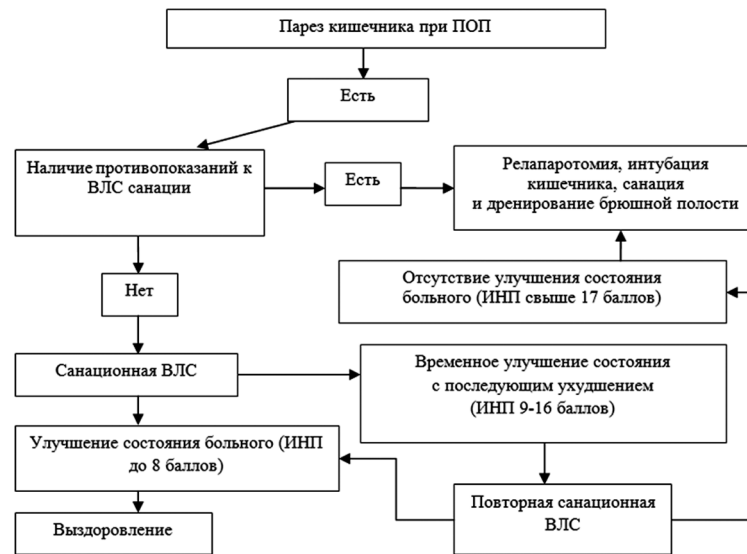 Парез кишечника при ПОП
Есть
Наличие противопоказаний к
ВЛС санации
Есть
Релапаротомия, интубация
кишечника, санация
и дренирование брюшной полости
Нет
Отсутствие улучшения состояния
больного (ИНП свыше 17 баллов)
Санационная ВЛС
Временное улучшение состояния
с последующим ухудшением
(ИНП 9-16 баллов)
Улучшение состояния больного (ИНП
до 8 баллов)
Повторная санационная
ВЛС
Выздоровление